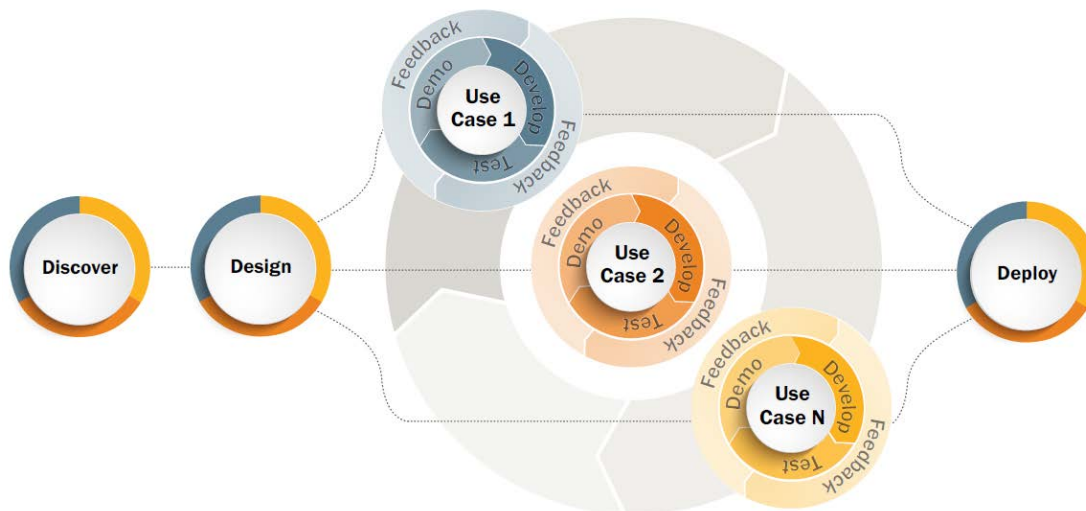 Discover
Design
Feedback
Demo
Develop
Test
Feedback
Use
Case 1
Feedback
Demo
Develop
Test
Feedback
Use
Case 2
Feedback
Demo
Develop
Test
Feedback
Use
Case N
Deploy